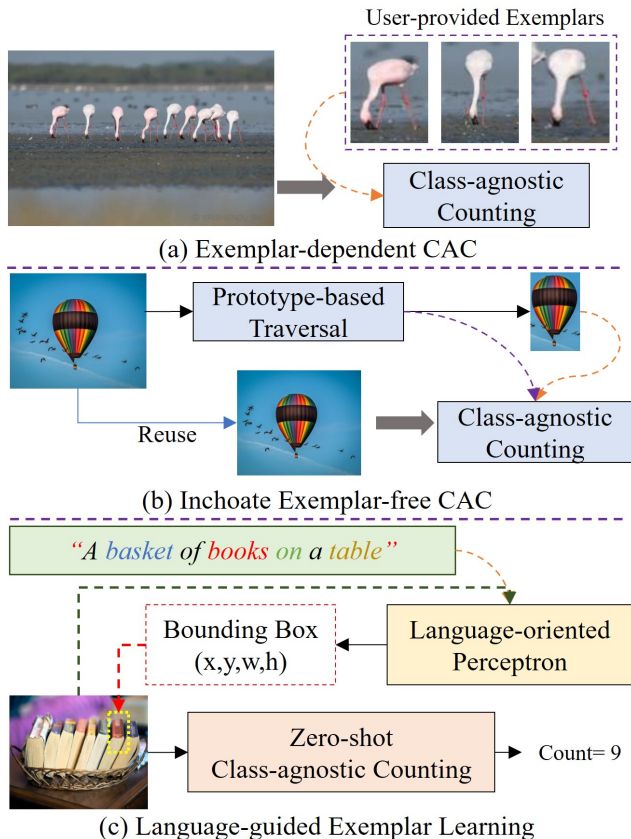 User-provided Exemplars
Class-agnostic
Counting
(a) Exemplar-dependent CAC
Prototype-based
Traversal
Reuse
Class-agnostic
Counting
(b) Inchoate Exemplar-free CAC
“A basket of books on a table”
Bounding Box
(x,y,w,h)
Language-oriented
Perceptron
Zero-shot
Class-agnostic Counting
Count= 9
(c) Language-guided Exemplar Learning